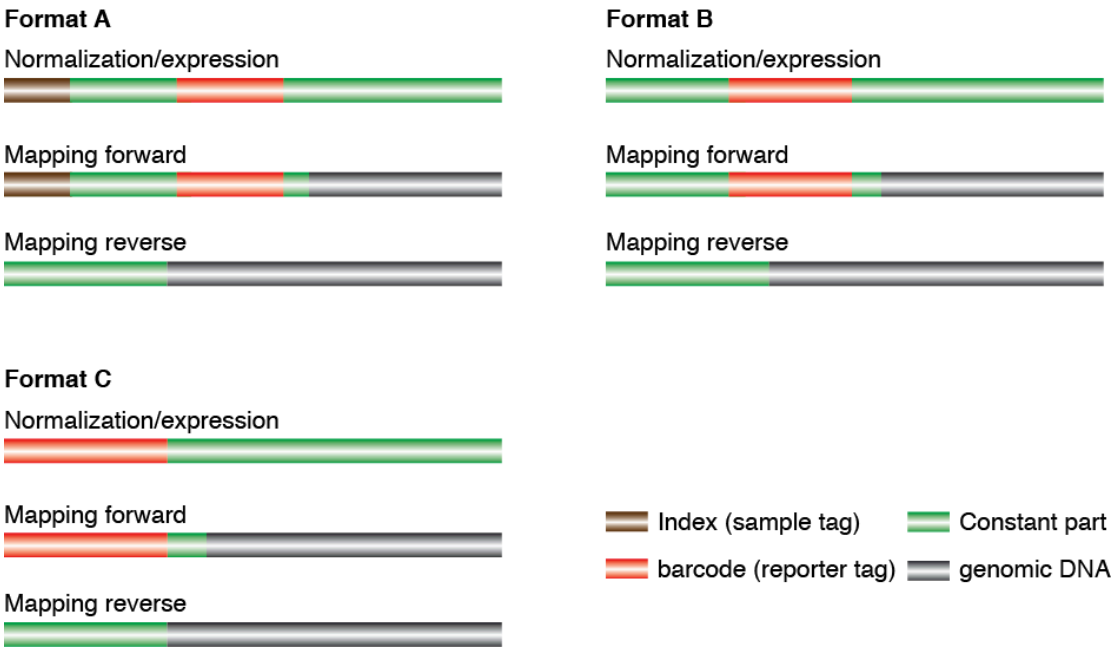 Format A
Normalization/expression
Mapping forward
Mapping reverse
Format B
Normalization/expression
Mapping forward
Mapping reverse
Format C
Normalization/expression
Mapping forward
Mapping reverse
Index (sample tag)
Constant part
barcode (reporter tag)
genomic DNA